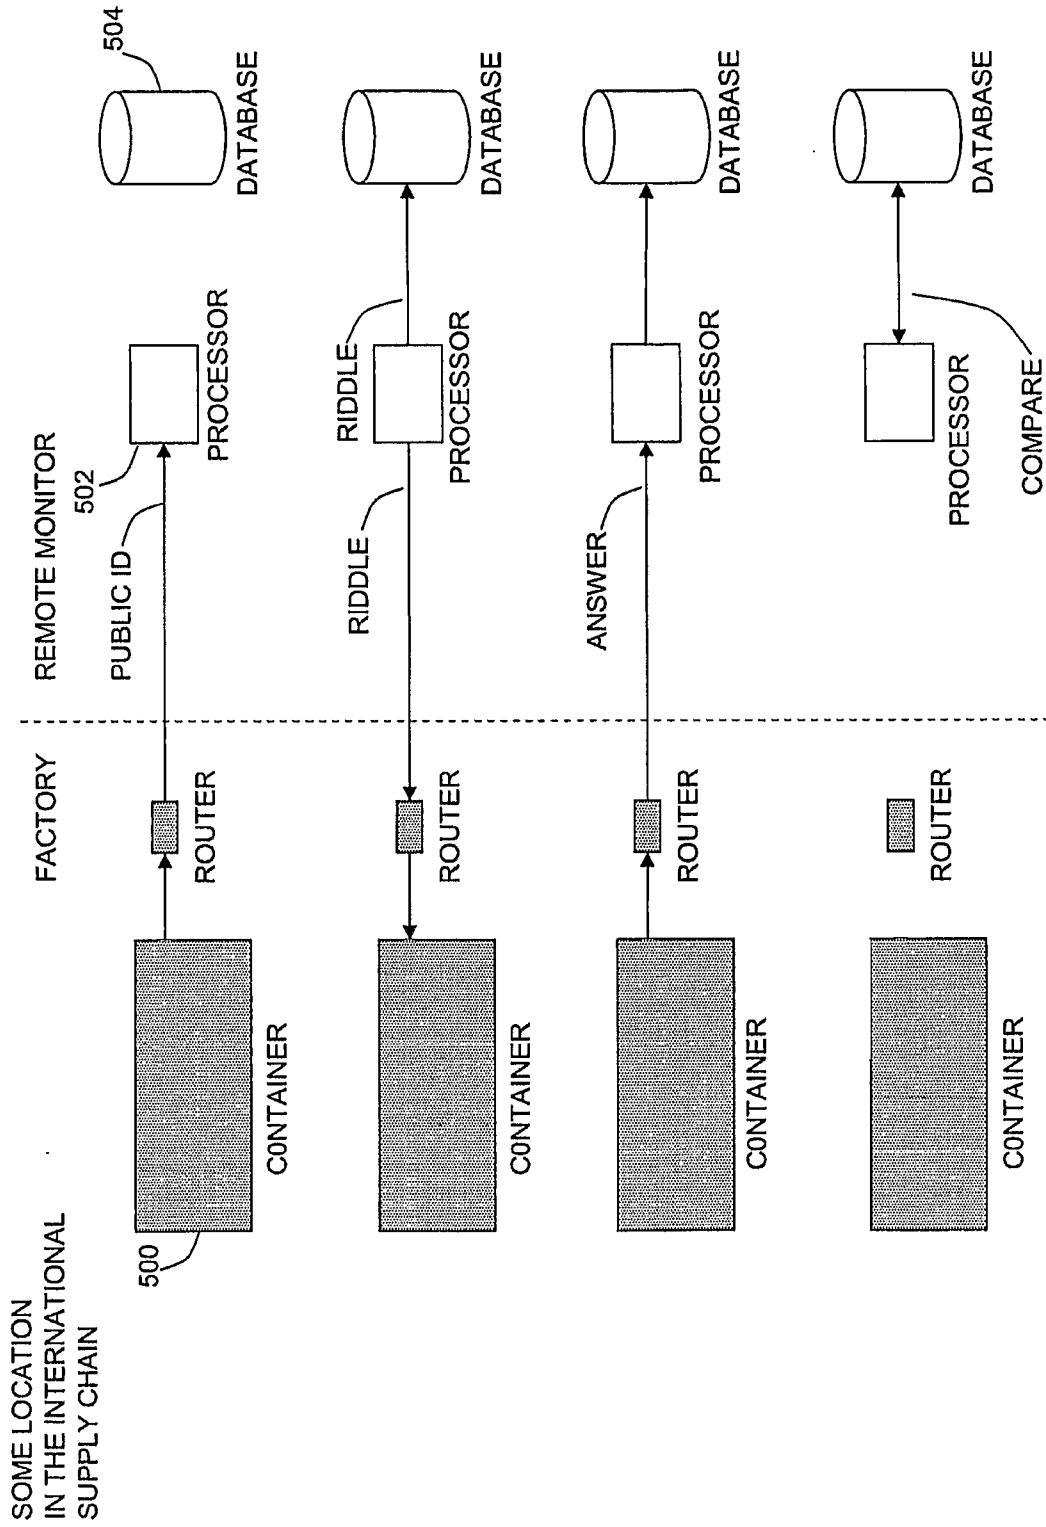 SOME LOCATION
IN THE INTERNATIONAL
SUPPLY CHAIN
FACTORY
REMOTE MONITOR
500
CONTAINER
ROUTER
PUBLIC ID
502
PROCESSOR
504
DATABASE
CONTAINER
ROUTER
RIDDLE
RIDDLE
PROCESSOR
DATABASE
CONTAINER
ROUTER
ANSWER
PROCESSOR
DATABASE
CONTAINER
ROUTER
PROCESSOR
COMPARE
DATABASE